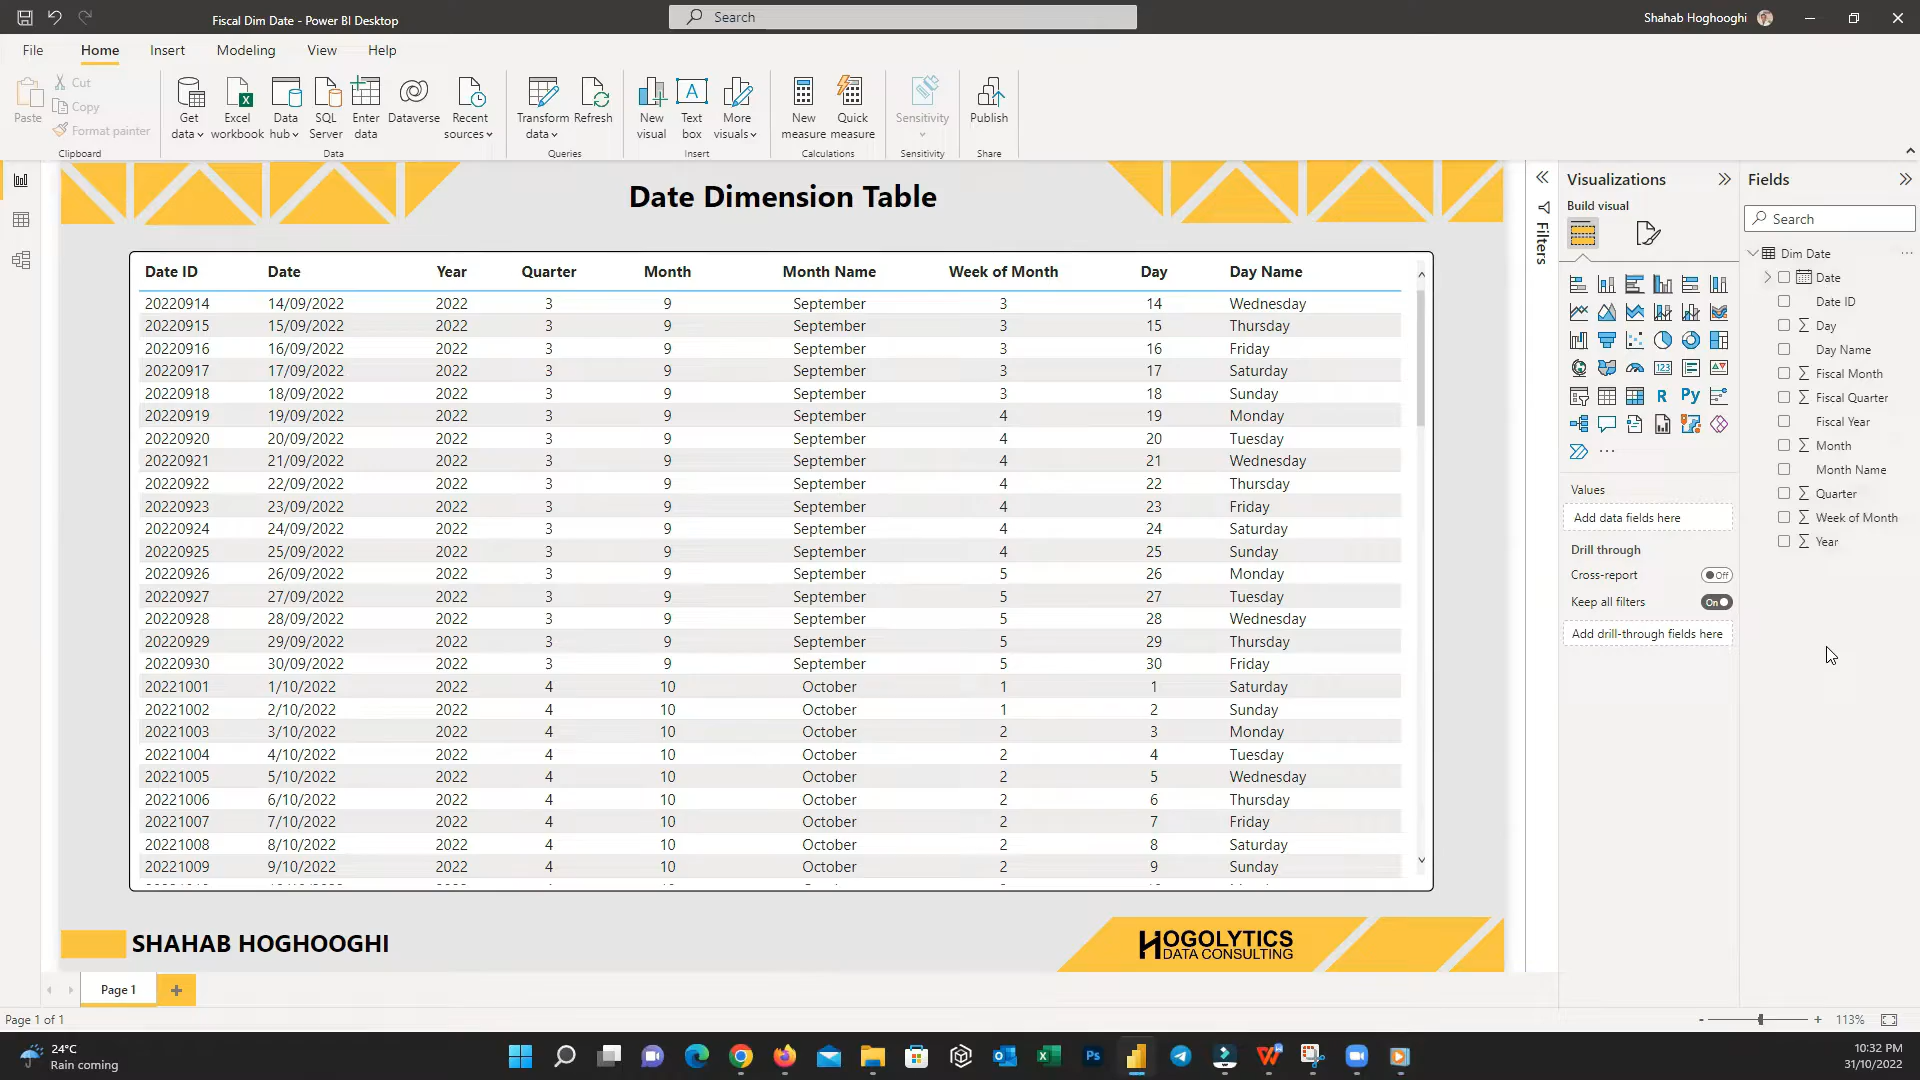 Fiscal Dim Date - Power BI Desktop
Search
Shahab Hoghooghi
File Home Insert Modeling View Help
Paste
Cut
Copy
Format painter
Clipboard
Get data
Excel workbook
Data hub
SQL Server
Enter data
Dataverse
Recent sources
Data
Transform data
Refresh
Queries
New visual
Text box
More visuals
Insert
New measure
Quick measure
Calculations
Sensitivity
Sensitivity
Publish
Share
Date Dimension Table
Date ID Date Year Quarter Month Month Name Week of Month Day Day Name
20220914 14/09/2022 2022 3 9 September 3 14 Wednesday
20220915 15/09/2022 2022 3 9 September 3 15 Thursday
20220916 16/09/2022 2022 3 9 September 3 16 Friday
20220917 17/09/2022 2022 3 9 September 3 17 Saturday
20220918 18/09/2022 2022 3 9 September 3 18 Sunday
20220919 19/09/2022 2022 3 9 September 4 19 Monday
20220920 20/09/2022 2022 3 9 September 4 20 Tuesday
20220921 21/09/2022 2022 3 9 September 4 21 Wednesday
20220922 22/09/2022 2022 3 9 September 4 22 Thursday
20220923 23/09/2022 2022 3 9 September 4 23 Friday
20220924 24/09/2022 2022 3 9 September 4 24 Saturday
20220925 25/09/2022 2022 3 9 September 4 25 Sunday
20220926 26/09/2022 2022 3 9 September 5 26 Monday
20220927 27/09/2022 2022 3 9 September 5 27 Tuesday
20220928 28/09/2022 2022 3 9 September 5 28 Wednesday
20220929 29/09/2022 2022 3 9 September 5 29 Thursday
20220930 30/09/2022 2022 3 9 September 5 30 Friday
20221001 1/10/2022 2022 4 10 October 1 1 Saturday
20221002 2/10/2022 2022 4 10 October 1 2 Sunday
20221003 3/10/2022 2022 4 10 October 2 3 Monday
20221004 4/10/2022 2022 4 10 October 2 4 Tuesday
20221005 5/10/2022 2022 4 10 October 2 5 Wednesday
20221006 6/10/2022 2022 4 10 October 2 6 Thursday
20221007 7/10/2022 2022 4 10 October 2 7 Friday
20221008 8/10/2022 2022 4 10 October 2 8 Saturday
20221009 9/10/2022 2022 4 10 October 2 9 Sunday
SHAHAB HOGHOOGHI
HOGOLYTICS
DATA CONSULTING
Filters
Visualizations
Build visual
123
R
Py
Values
Add data fields here
Drill through
Cross-report Off
Keep all filters On
Add drill-through fields here
Fields
Search
Dim Date
Date
Date ID
Day
Day Name
Fiscal Month
Fiscal Quarter
Fiscal Year
Month
Month Name
Quarter
Week of Month
Year
Page 1
Page 1 of 1
113%
24°C
Rain coming
Ps
10:32 PM
31/10/2022